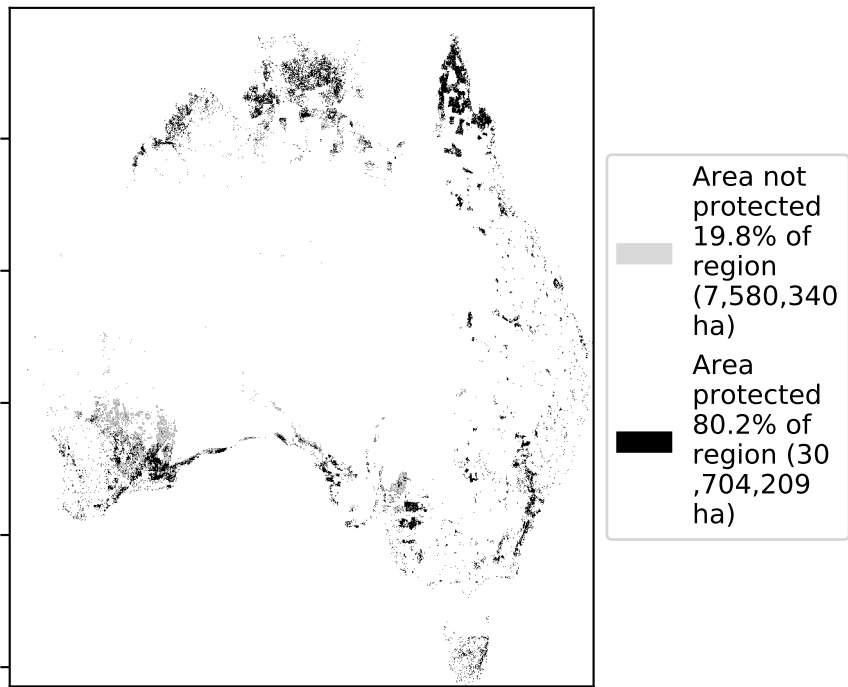 Area not
protected
19.8% of
region
(7,580,340
ha)
Area
protected
80.2% of
region (30
,704,209
ha)